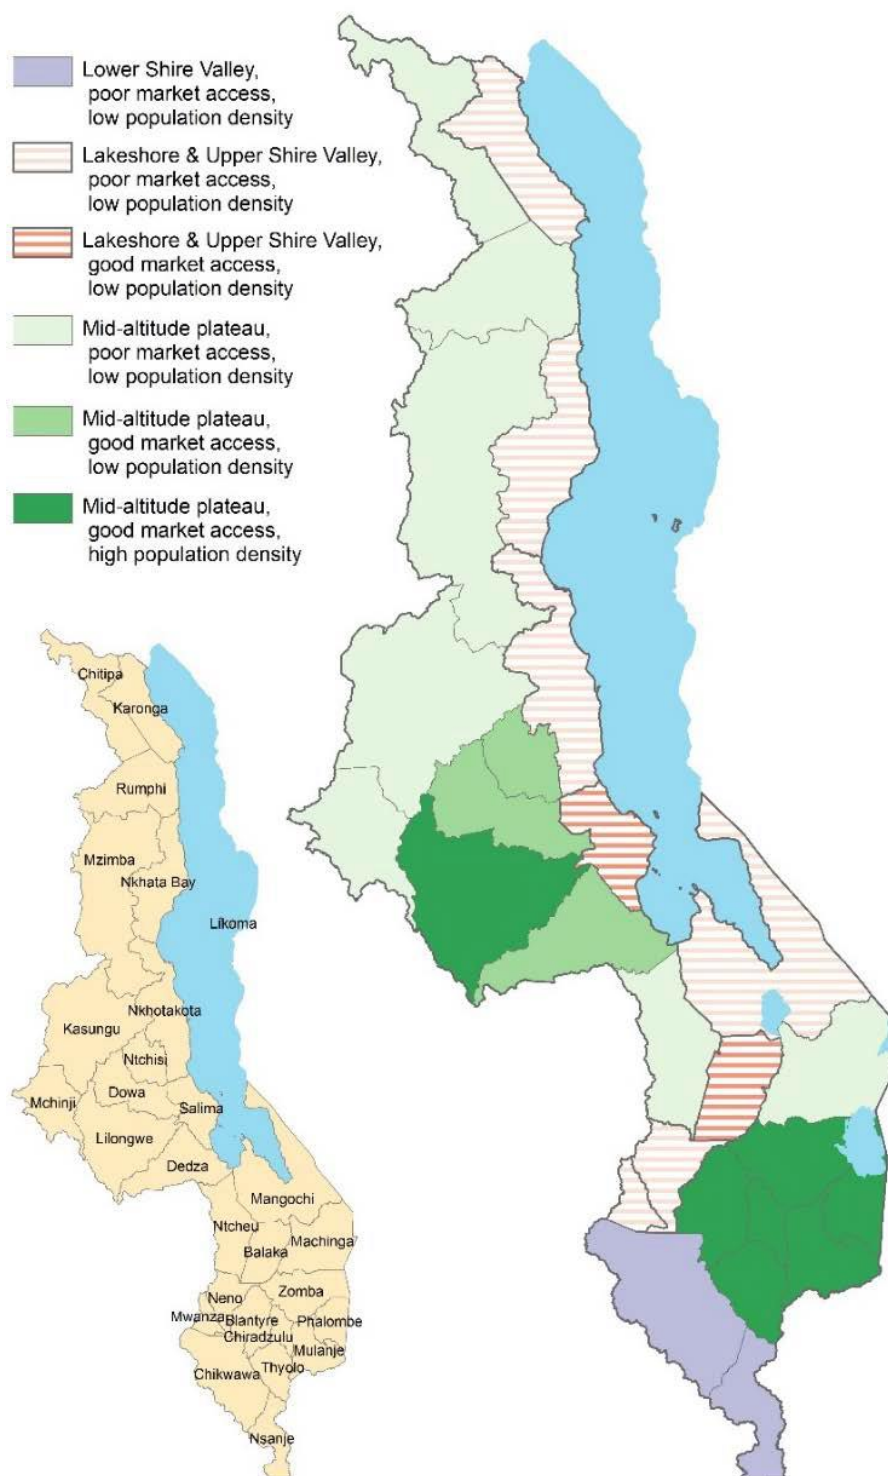 Lower Shire Valley,
poor market access,
low population density
Lakeshore & Upper Shire Valley,
poor market access,
low population density
Lakeshore & Upper Shire Valley,
good market access,
low population density
Mid-altitude plateau,
poor market access,
low population density
Mid-altitude plateau,
good market access,
low population density
Mid-altitude plateau,
good market access,
high population density
Chitipa
Karonga
Rumphi
Mzimba
Nkhata Bay
Likoma
Nkhotakota
Kasungu
Ntchisi
Dowa
Mchinji
Salima
Lilongwe
Dedza
Mangochi
Ntcheu
Machinga
Balaka
Neno
Zomba
Mwanza
Blantyre
Phalombe
Chiradzulu
Mulanje
Thyolo
Chikwawa
Nsanje